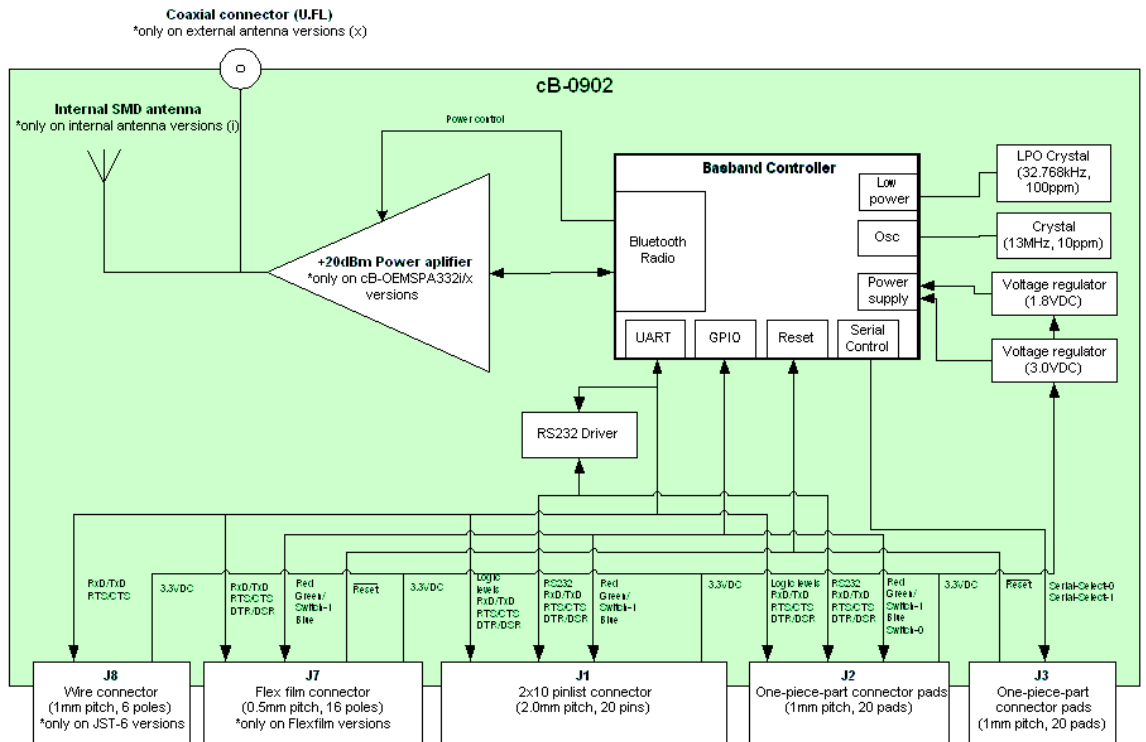 Coaxial connector (U.FL)
*only on external antenna versions (x)
cB-0902
Internal SMD antenna
*only on internal antenna versions (i)
Power control
Basband Controller
Low
power
LPO Crystal
(32.768kHz,
100ppm)
Bluetooth
Radio
Osc
Crystal
(13MHz, 10ppm)
+20dBm Power aplifier
*only on cB-OEMSPA332i/x
versions
Power
supply
Voltage regulator
(1.8VDC)
UART
GPIO
Reset
Serial
Control
Voltage regulator
(3.0VDC)
RS232 Driver
RxD/TxD
RTS/CTS
3.3VDC
RxD/TxD
RTS/CTS
DTR/DSR
Red
Green/
Switch-1
Blue
Reset
3.3VDC
Logic
levels
RxD/TxD
RTS/CTS
DTR/DSR
RS232
RxD/TxD
RTS/CTS
DTR/DSR
Red
Green/
Switch-1
Blue
3.3VDC
Logic levels
RxD/TxD
RTS/CTS
DTR/DSR
RS232
RxD/TxD
RTS/CTS
DTR/DSR
Red
Green/
Switch-1
Blue
Switch-0
3.3VDC
Reset
Serial-Select-0
Serial-Select-1
J8
Wire connector
(1mm pitch, 6 poles)
*only on JST-6 versions
J7
Flex film connector
(0.5mm pitch, 16 poles)
*only on Flexfilm versions
J1
2x10 pinlist connector
(2.0mm pitch, 20 pins)
J2
One-piece-part connector pads
(1mm pitch, 20 pads)
J3
One-piece-part
connector pads
(1mm pitch, 20 pads)